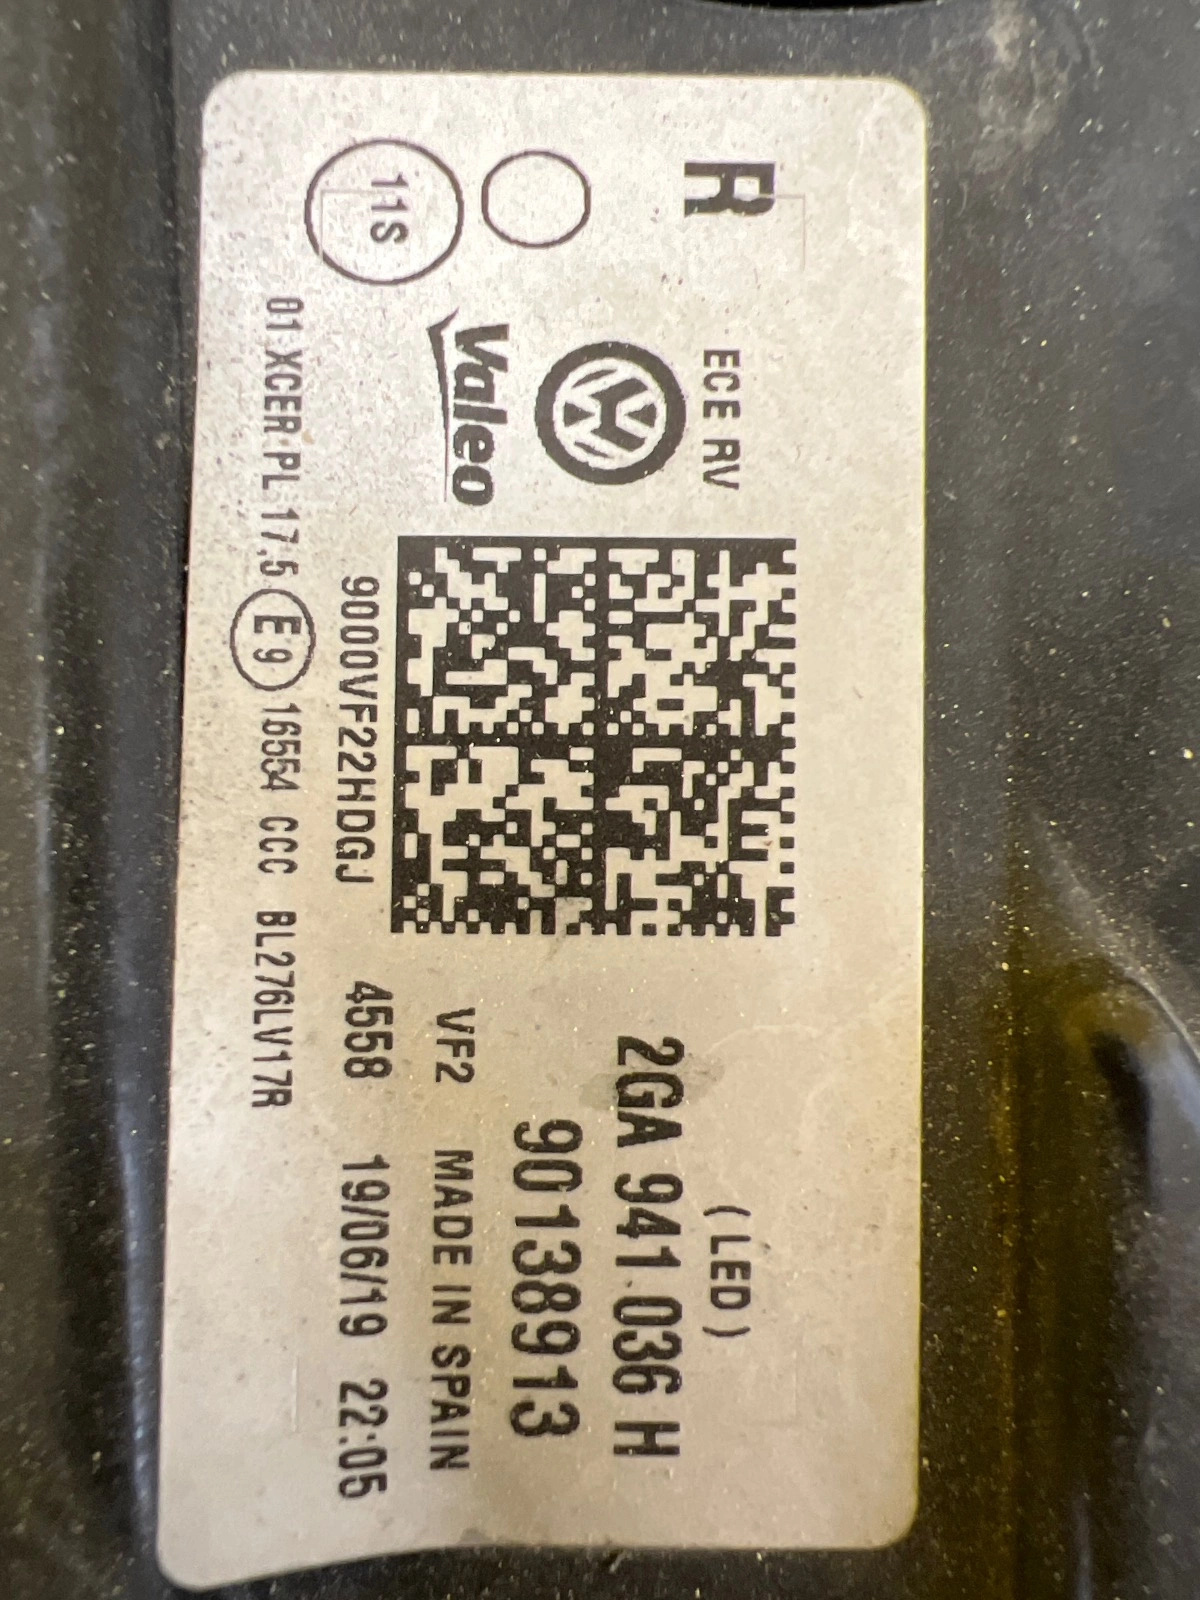 R
ECE RV
(LED)
2GA 941 036 H
90138913
Valeo
VF2 MADE IN SPAIN
11S
9000VF22HDGJ 4558 19/06/19 22:05
01 XCER PL 17.5 E9 16554 CCC BL276LV17R